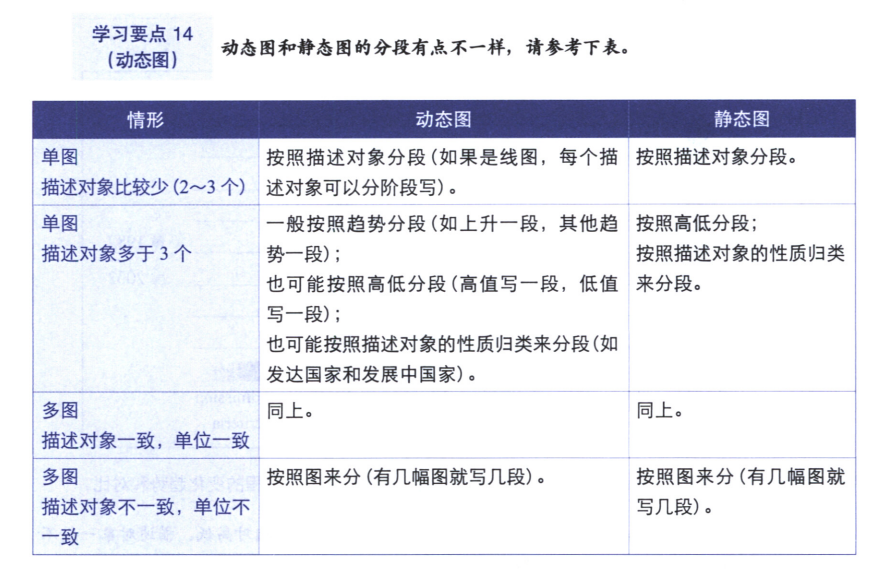 学习要点 14
（动态图）
动态图和静态图的分段有点不一样，请参考下表。
情形
动态图
静态图
单图
描述对象比较少（2～3 个）
按照描述对象分段（如果是线图，每个描
述对象可以分阶段写）。
按照描述对象分段。
单图
描述对象多于 3 个
一般按照趋势分段（如上升一段，其他趋
势一段）；
也可能按照高低分段（高值写一段，低值
写一段）；
也可能按照描述对象的性质归类来分段（如
发达国家和发展中国家）。
按照高低分段；
按照描述对象的性质归类
来分段。
多图
描述对象一致，单位一致
同上。
同上。
多图
描述对象不一致，单位不
一致
按照图来分（有几幅图就写几段）。
按照图来分（有几幅图就
写几段）。